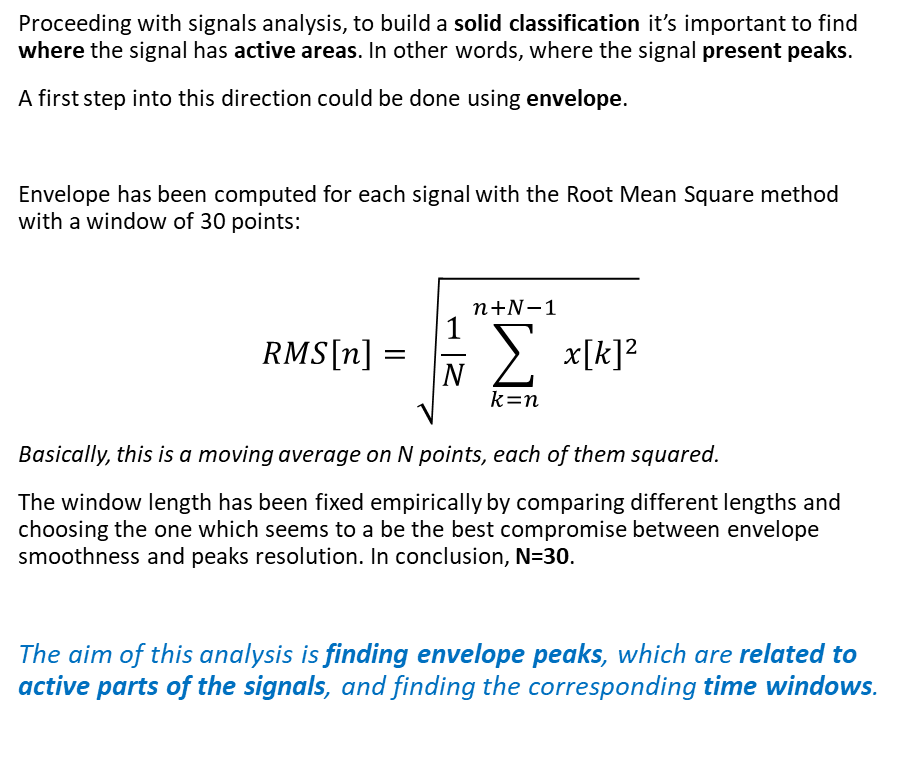 Proceeding with signals analysis, to build a solid classification it’s important to find
where the signal has active areas. In other words, where the signal present peaks.
A first step into this direction could be done using envelope.
Envelope has been computed for each signal with the Root Mean Square method
with a window of 30 points:
RMS[n] = √(1/N ∑_{k=n}^{n+N−1} x[k]²)
Basically, this is a moving average on N points, each of them squared.
The window length has been fixed empirically by comparing different lengths and
choosing the one which seems to a be the best compromise between envelope
smoothness and peaks resolution. In conclusion, N=30.
The aim of this analysis is finding envelope peaks, which are related to
active parts of the signals, and finding the corresponding time windows.